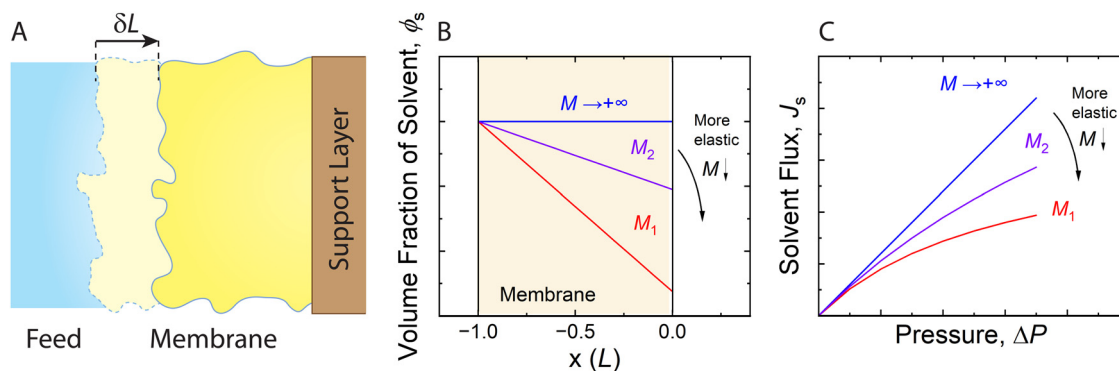 A
δL
Feed
Membrane
Support Layer
B
Volume Fraction of Solvent, ϕs
M →+∞
M2
M1
More
elastic
M↓
Membrane
−1.0
−0.5
0.0
x (L)
C
Solvent Flux, Js
M →+∞
M2
M1
More
elastic
M↓
Pressure, ΔP